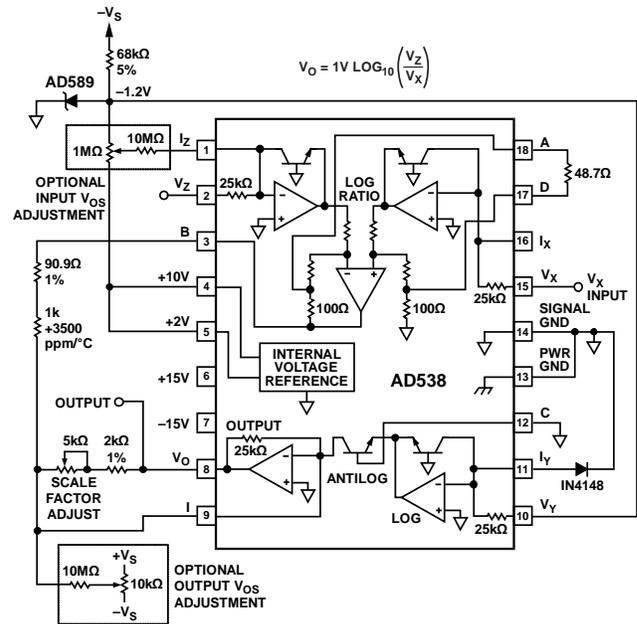 –VS
68kΩ
5%
AD589
–1.2V
VO = 1V LOG10 (VZ/VX)
1MΩ
10MΩ
OPTIONAL
INPUT VOS
ADJUSTMENT
IZ
1
VZ
2
25kΩ
B
3
90.9Ω
1%
1k
+3500
ppm/°C
+10V
4
+2V
5
+15V
6
–15V
7
OUTPUT
5kΩ
2kΩ
1%
SCALE
FACTOR
ADJUST
VO
8
I
9
10MΩ
+VS
10kΩ
–VS
OPTIONAL
OUTPUT VOS
ADJUSTMENT
LOG
RATIO
100Ω
100Ω
INTERNAL
VOLTAGE
REFERENCE
AD538
OUTPUT
25kΩ
ANTILOG
LOG
25kΩ
25kΩ
18
A
48.7Ω
17
D
16
IX
15
VX
VX
INPUT
SIGNAL
GND
14
PWR
GND
13
12
C
11
IY
IN4148
10
VY